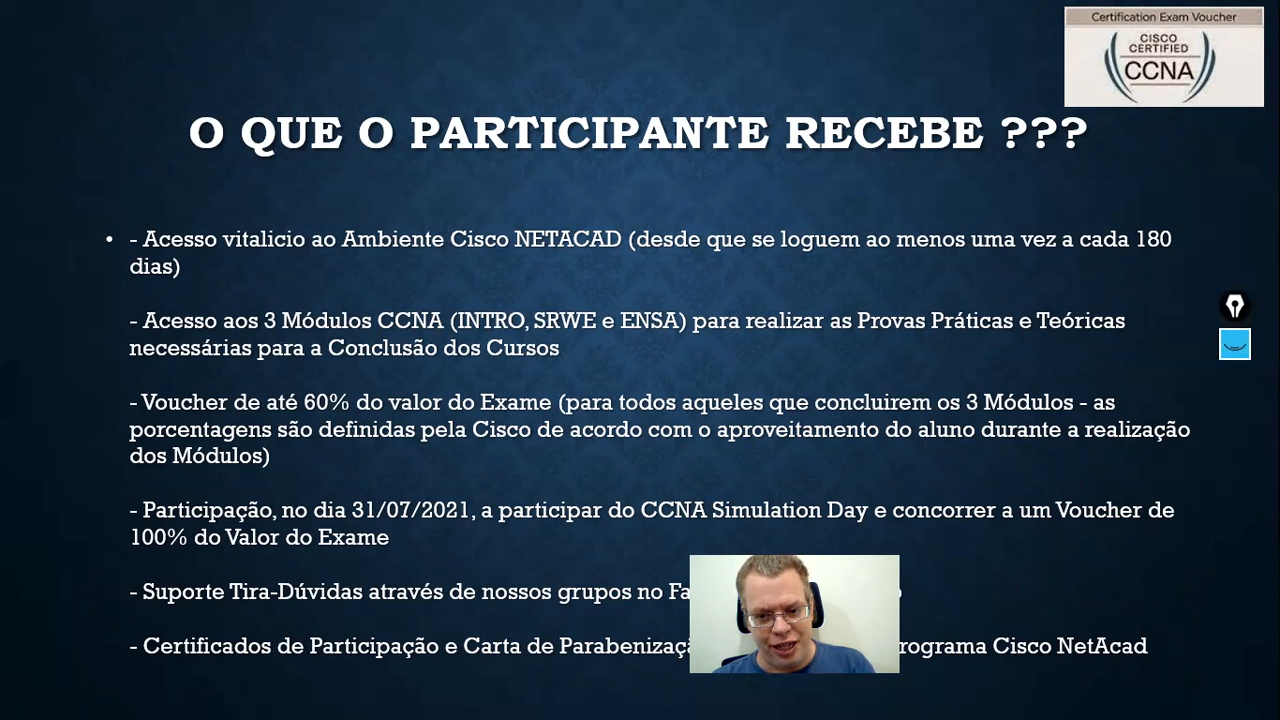 Certification Exam Voucher
CISCO
CERTIFIED
CCNA
O QUE O PARTICIPANTE RECEBE ???
• - Acesso vitalicio ao Ambiente Cisco NETACAD (desde que se loguem ao menos uma vez a cada 180
dias)
- Acesso aos 3 Módulos CCNA (INTRO, SRWE e ENSA) para realizar as Provas Práticas e Teóricas
necessárias para a Conclusão dos Cursos
- Voucher de até 60% do valor do Exame (para todos aqueles que concluirem os 3 Módulos - as
porcentagens são definidas pela Cisco de acordo com o aproveitamento do aluno durante a realização
dos Módulos)
- Participação, no dia 31/07/2021, a participar do CCNA Simulation Day e concorrer a um Voucher de
100% do Valor do Exame
- Suporte Tira-Dúvidas através de nossos grupos no
- Certificados de Participação e Carta de Cisco NetAcad